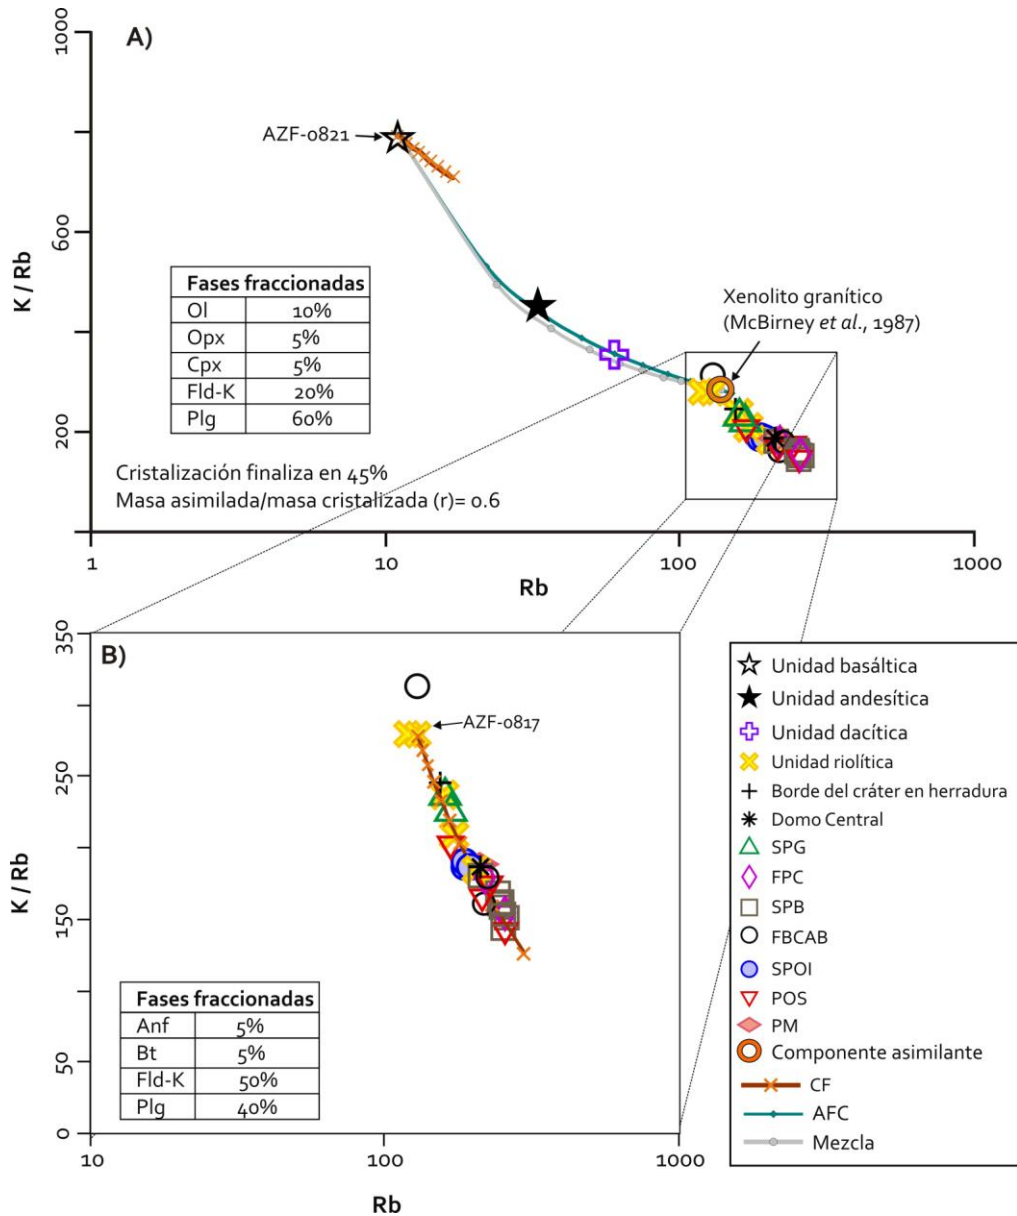 A)
1000
600
200
K / Rb
AZF-0821
Fases fraccionadas
Ol 10%
Opx 5%
Cpx 5%
Fld-K 20%
Plg 60%
Xenolito granítico
(McBirney et al., 1987)
Cristalización finaliza en 45%
Masa asimilada/masa cristalizada (r)= 0.6
1 10 100 1000
Rb
B)
350
250
150
50
0
K / Rb
AZF-0817
Fases fraccionadas
Anf 5%
Bt 5%
Fld-K 50%
Plg 40%
10 100 1000
Rb
Unidad basáltica
Unidad andesítica
Unidad dacítica
Unidad riolítica
Borde del cráter en herradura
Domo Central
SPG
FPC
SPB
FBCAB
SPOI
POS
PM
Componente asimilante
CF
AFC
Mezcla